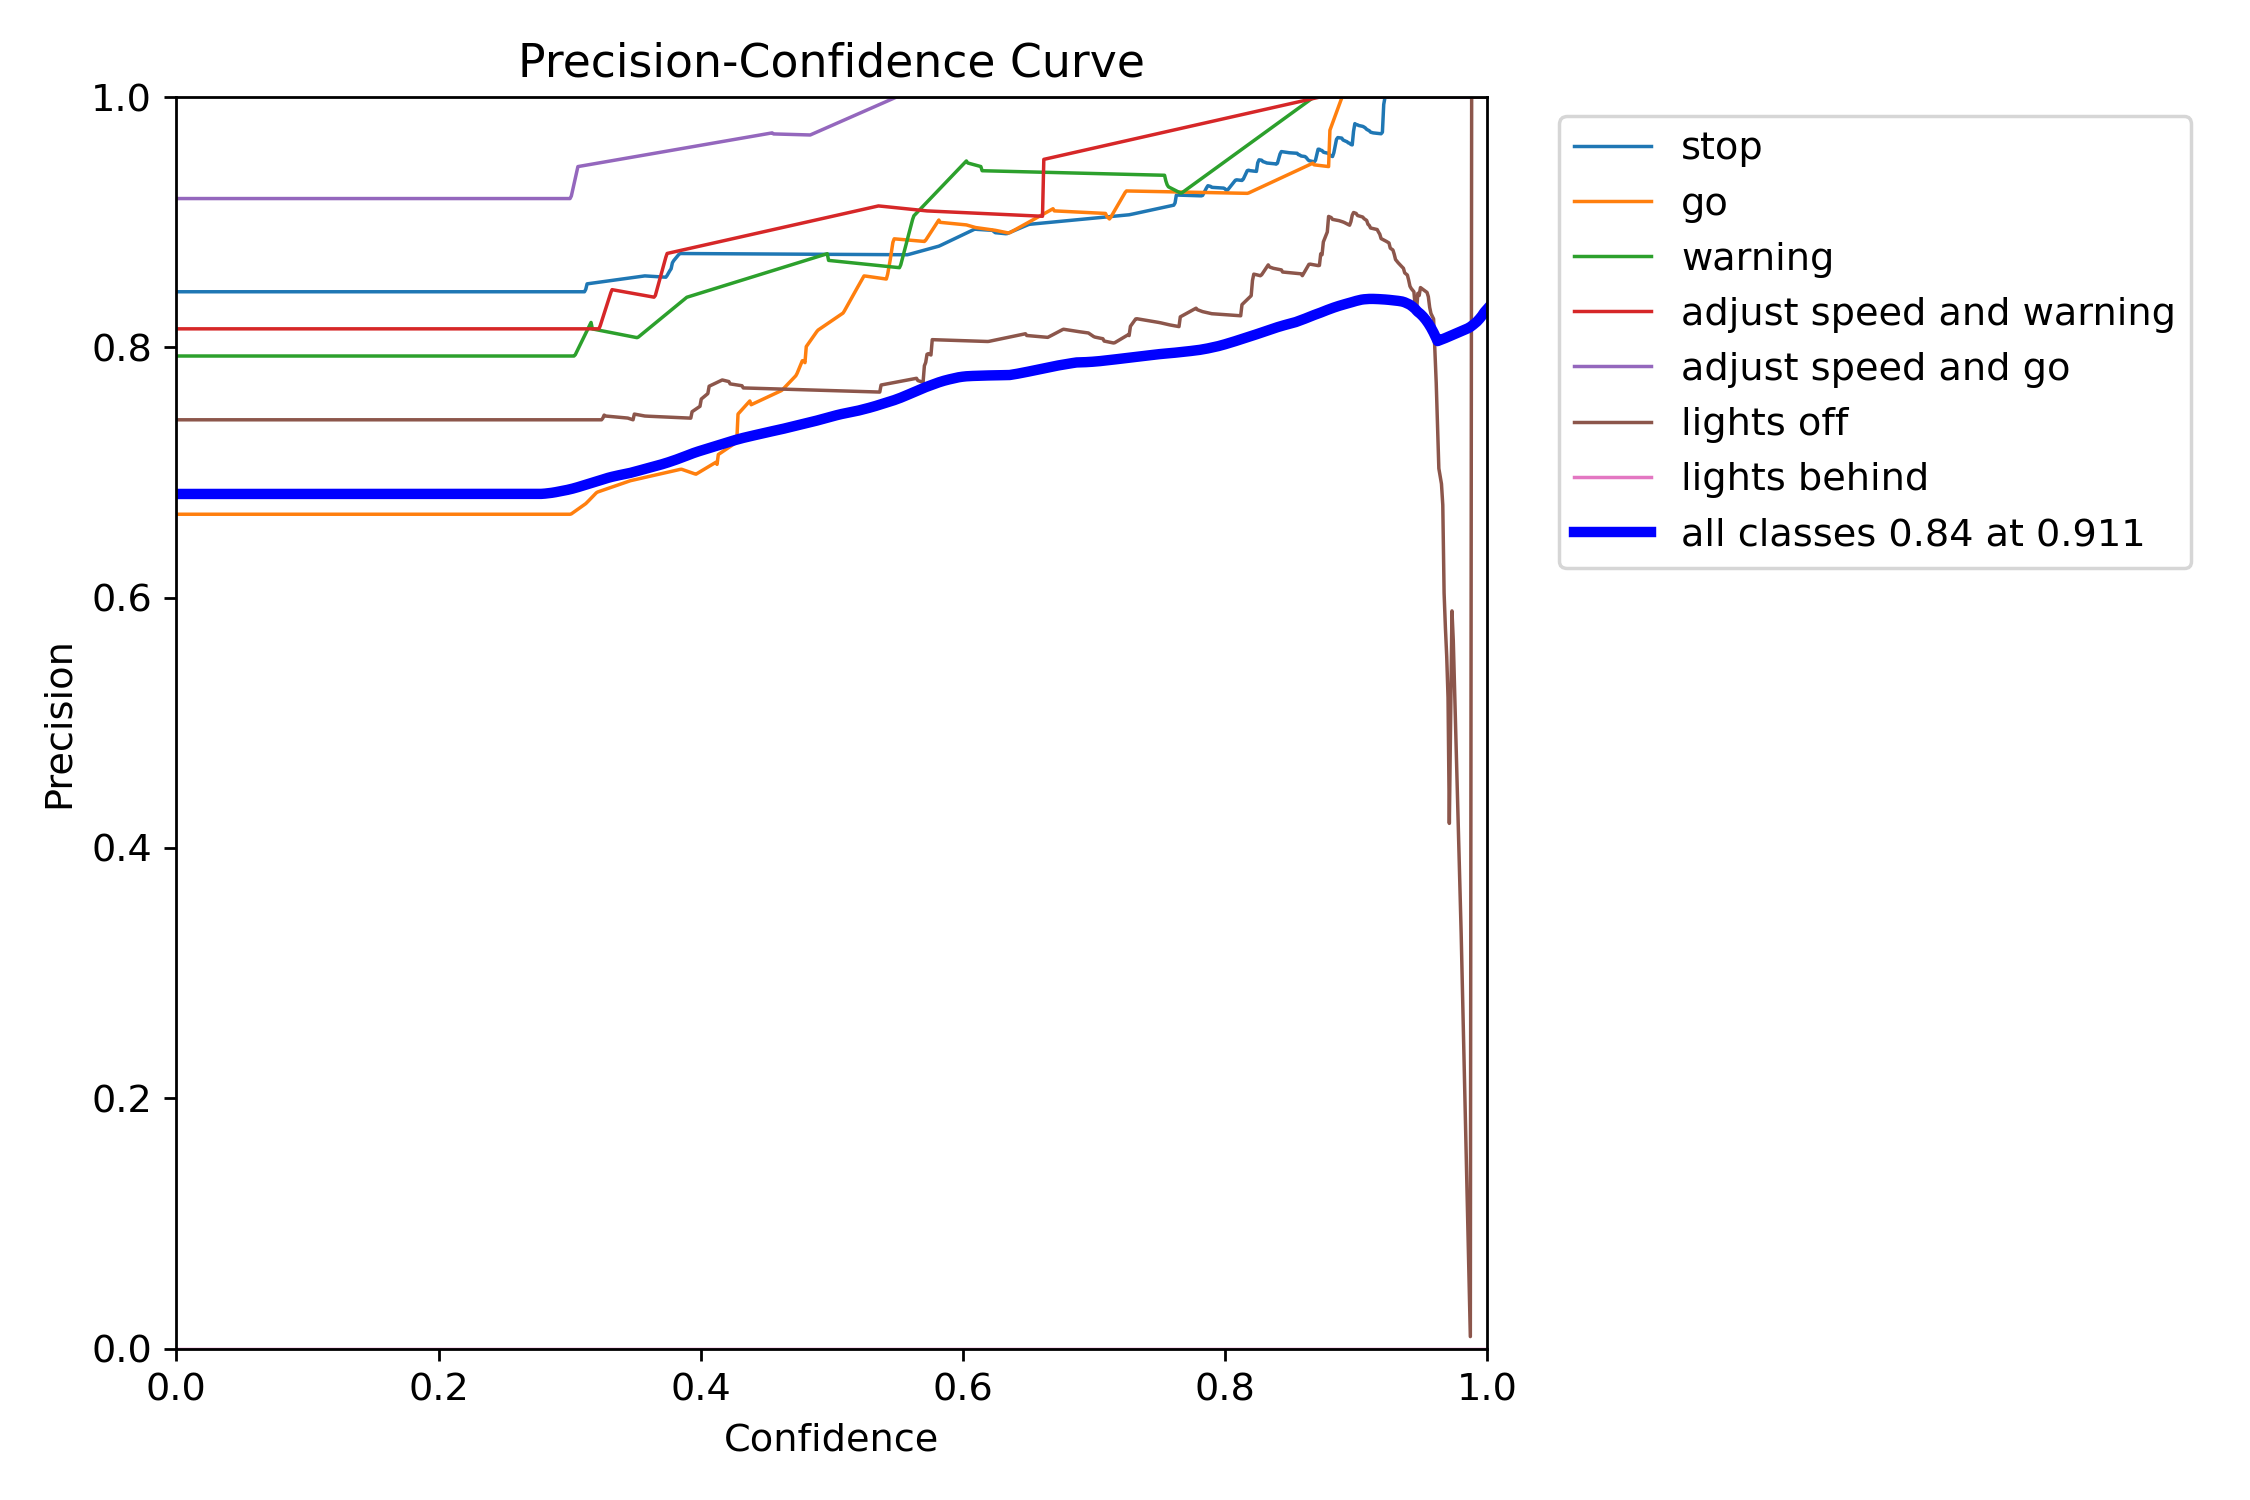 Precision-Confidence Curve
1.0
0.8
0.6
0.4
0.2
0.0
Precision
0.0 0.2 0.4 0.6 0.8 1.0
Confidence
stop
go
warning
adjust speed and warning
adjust speed and go
lights off
lights behind
all classes 0.84 at 0.911